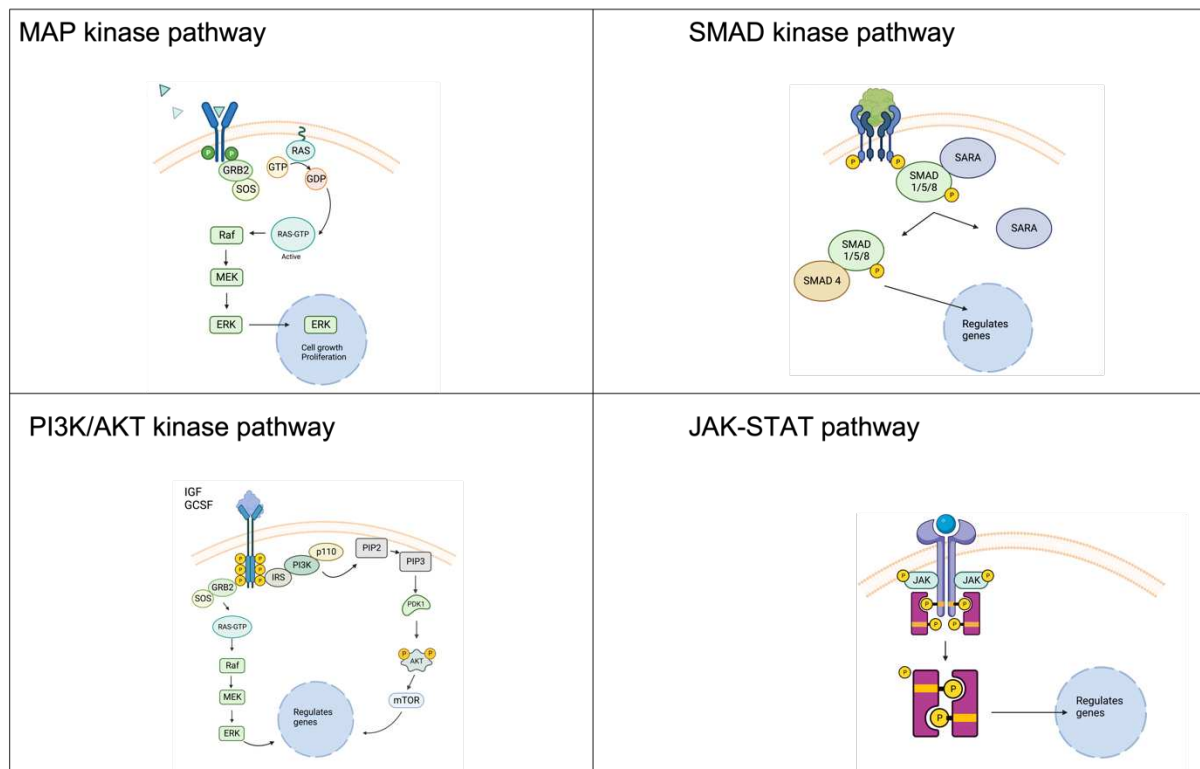 MAP kinase pathway
P
P
GRB2
SOS
RAS
GTP
GDP
Raf
RAS-GTP
Active
MEK
ERK
ERK
Cell growth
Proliferation
SMAD kinase pathway
P
P
SMAD
1/5/8
SARA
P
SARA
SMAD
1/5/8
P
SMAD 4
Regulates
genes
PI3K/AKT kinase pathway
IGF
GCSF
P P
P P
P P
GRB2
SOS
IRS
PI3K
p110
PIP2
PIP3
PDK1
P P
AKT
mTOR
RAS-GTP
Raf
MEK
ERK
Regulates
genes
JAK-STAT pathway
P
JAK
JAK
P
P P
P P
P
P
P
Regulates
genes